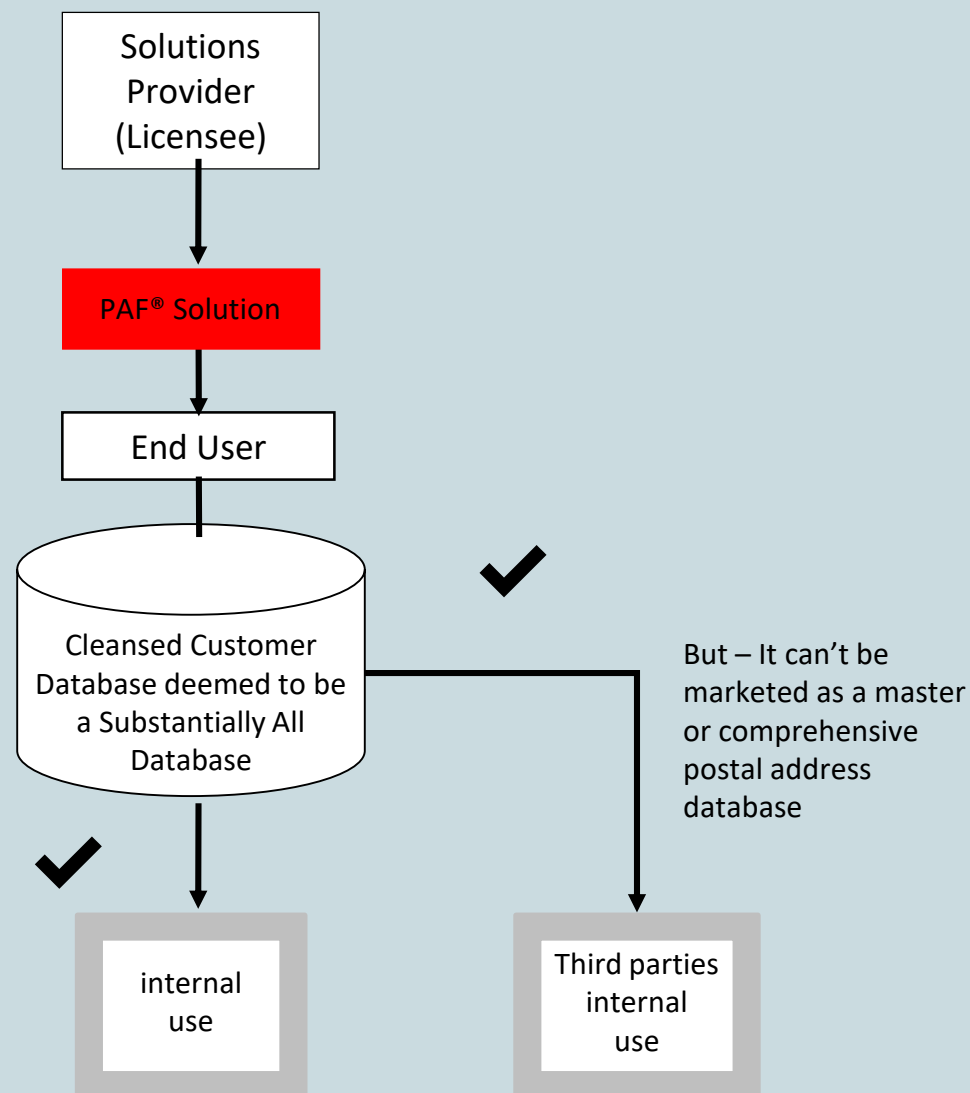 Solutions
Provider
(Licensee)
PAF® Solution
End User
Cleansed Customer
Database deemed to be
a Substantially All
Database
But – It can’t be
marketed as a master
or comprehensive
postal address
database
internal
use
Third parties
internal
use